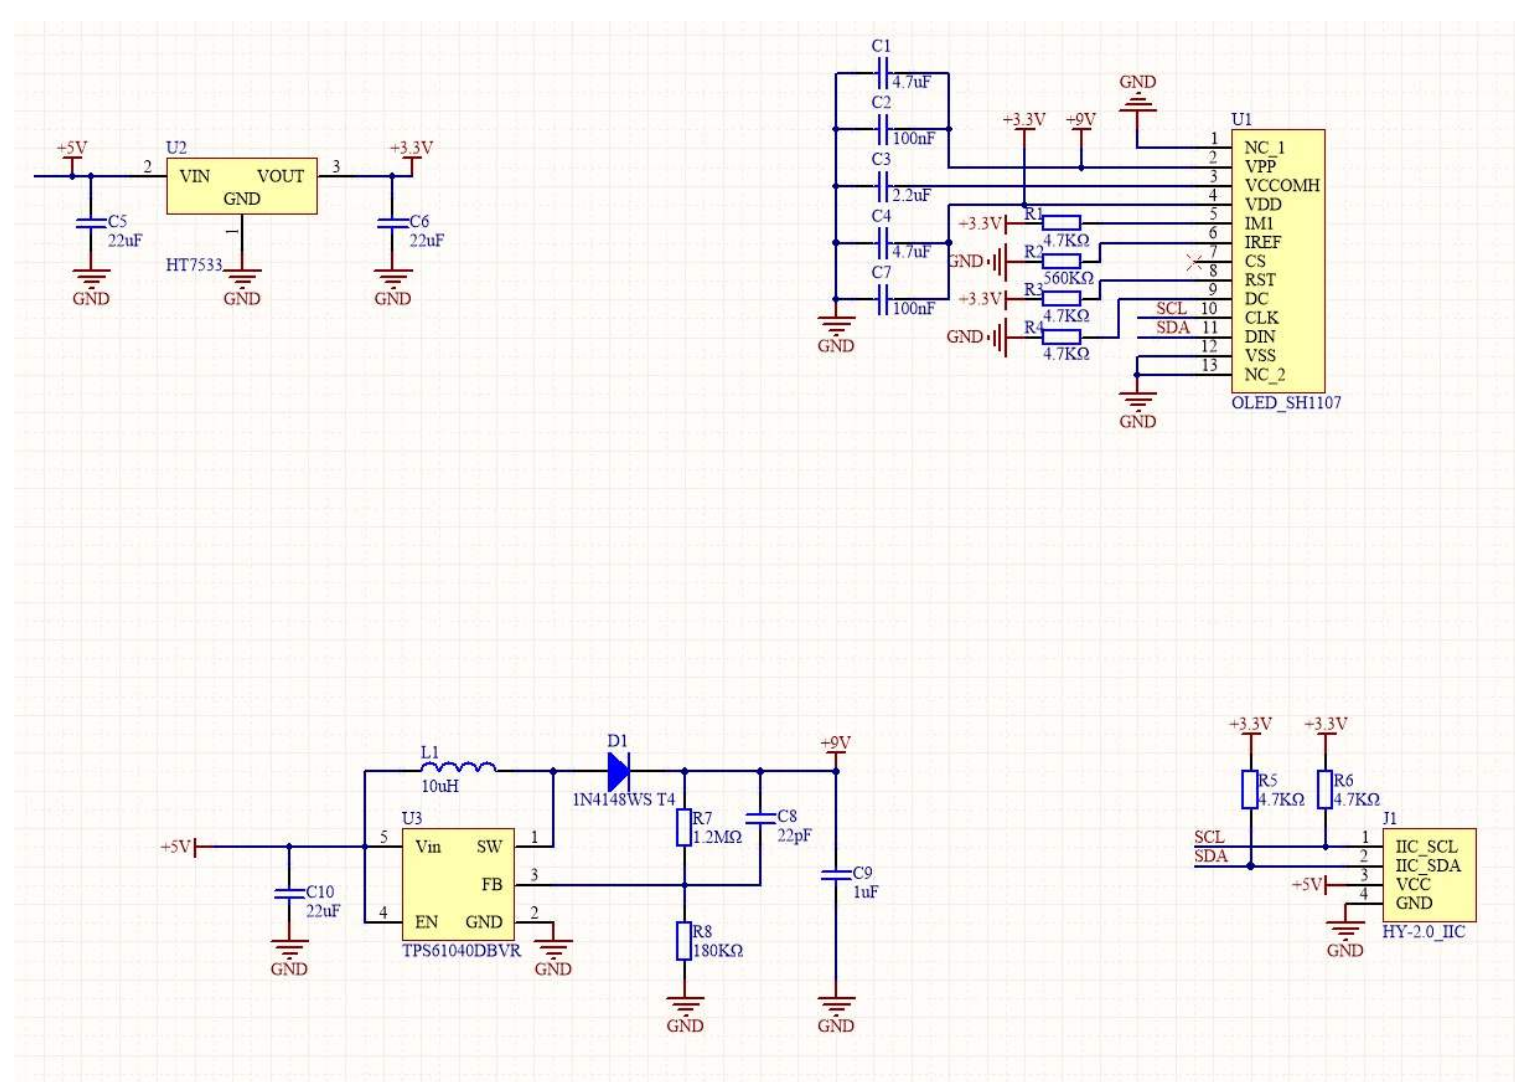 +5V
U2
2
VIN
VOUT
3
GND
1
+3.3V
C5
22uF
C6
22uF
HT7533
GND
GND
GND
C1
4.7uF
C2
100nF
C3
2.2uF
C4
4.7uF
C7
100nF
GND
+3.3V
+9V
GND
U1
1
NC_1
2
VPP
3
VCCOMH
4
VDD
+3.3V
R1
4.7KΩ
5
IM1
GND
R2
560KΩ
6
IREF
7
CS
+3.3V
R3
4.7KΩ
8
RST
GND
R4
4.7KΩ
9
DC
SCL
10
CLK
SDA
11
DIN
12
VSS
13
NC_2
OLED_SH1107
GND
L1
10uH
D1
1N4148WS T4
+9V
+5V
U3
5
Vin
SW
1
FB
3
4
EN
GND
2
TPS61040DBVR
C10
22uF
GND
GND
R7
1.2MΩ
C8
22pF
R8
180KΩ
C9
1uF
GND
GND
+3.3V
+3.3V
R5
4.7KΩ
R6
4.7KΩ
J1
SCL
1
IIC_SCL
SDA
2
IIC_SDA
+5V
3
VCC
4
GND
HY-2.0_IIC
GND